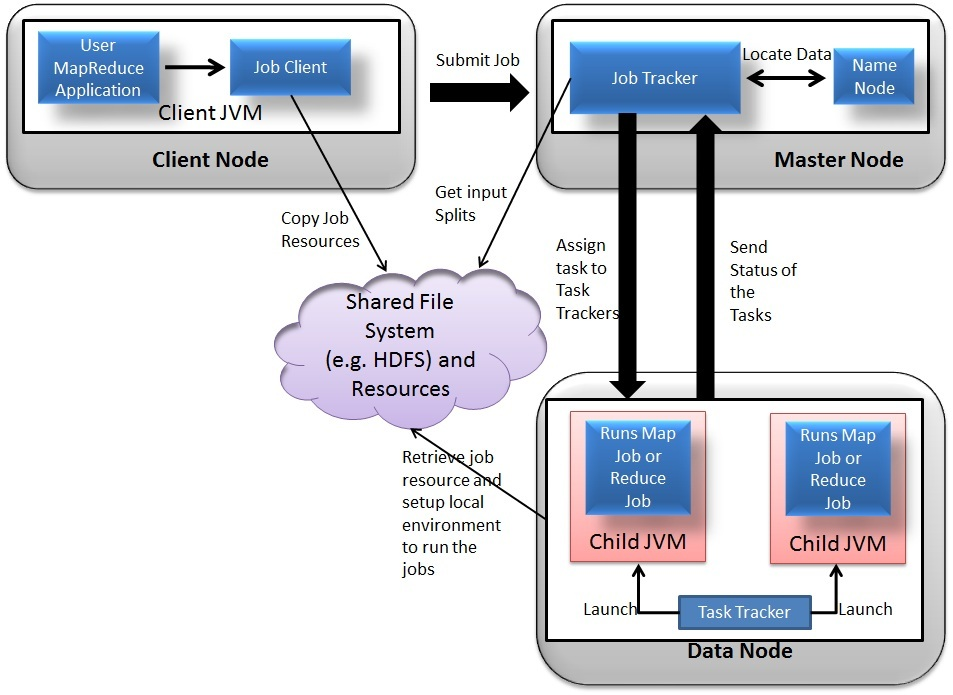 User
MapReduce
Application
Job Client
Client JVM
Client Node
Submit Job
Job Tracker
Locate Data
Name
Node
Master Node
Copy Job
Resources
Get input
Splits
Assign
task to
Task
Trackers
Send
Status of
the
Tasks
Shared File
System
(e.g. HDFS) and
Resources
Retrieve job
resource and
setup local
environment
to run the
jobs
Runs Map
Job or
Reduce
Job
Child JVM
Runs Map
Job or
Reduce
Job
Child JVM
Launch
Task Tracker
Launch
Data Node